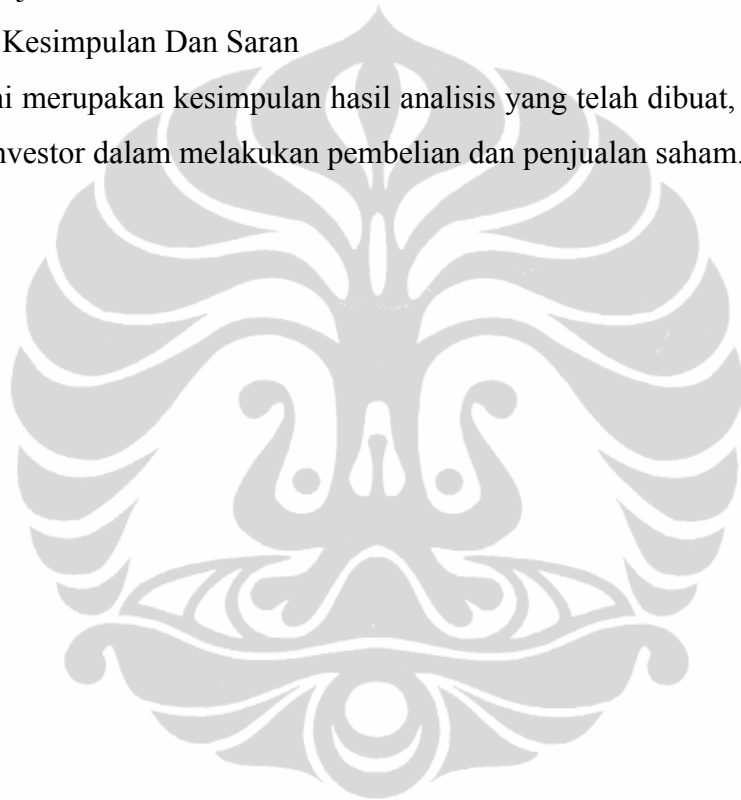 Kesimpulan Dan Saran
ni merupakan kesimpulan hasil analisis yang telah dibuat,
nvestor dalam melakukan pembelian dan penjualan saham.